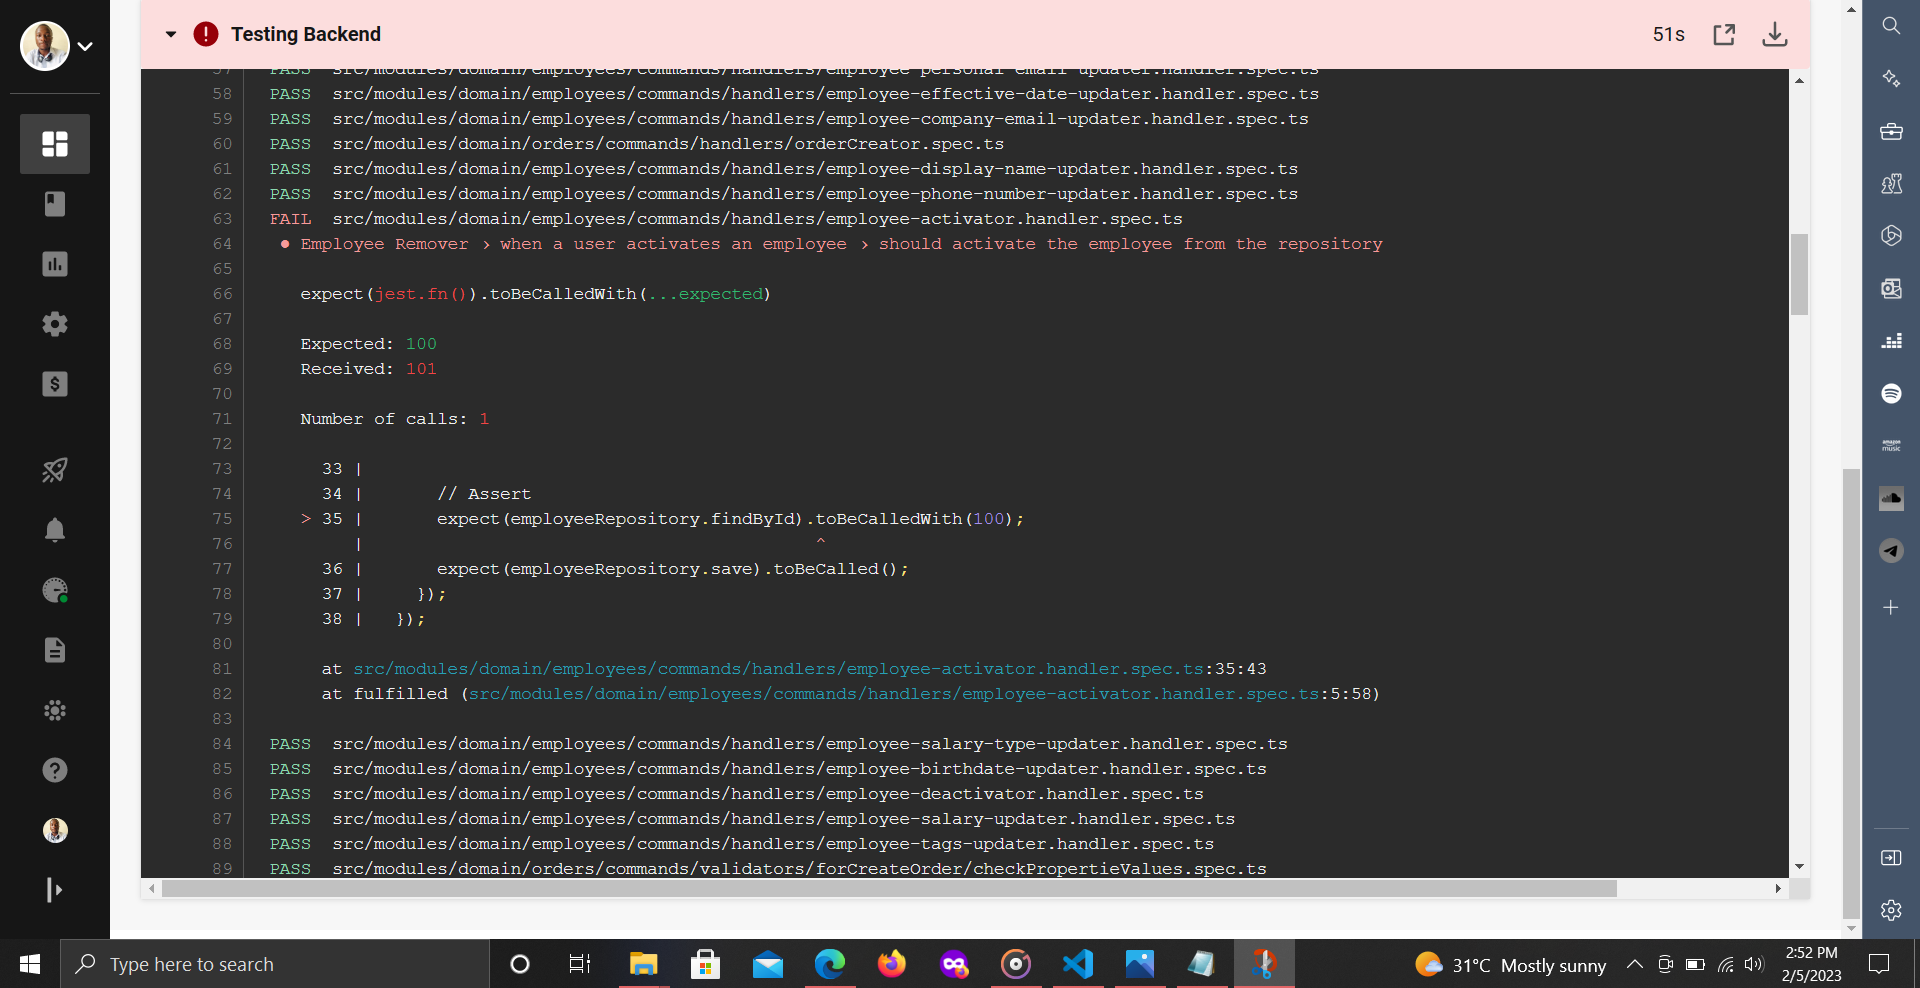 Testing Backend
51s
57 PASS src/modules/domain/employees/commands/handlers/employee-personal-email-updater.handler.spec.ts
58 PASS src/modules/domain/employees/commands/handlers/employee-effective-date-updater.handler.spec.ts
59 PASS src/modules/domain/employees/commands/handlers/employee-company-email-updater.handler.spec.ts
60 PASS src/modules/domain/orders/commands/handlers/orderCreator.spec.ts
61 PASS src/modules/domain/employees/commands/handlers/employee-display-name-updater.handler.spec.ts
62 PASS src/modules/domain/employees/commands/handlers/employee-phone-number-updater.handler.spec.ts
63 FAIL src/modules/domain/employees/commands/handlers/employee-activator.handler.spec.ts
64 ● Employee Remover › when a user activates an employee › should activate the employee from the repository
65
66 expect(jest.fn()).toBeCalledWith(...expected)
67
68 Expected: 100
69 Received: 101
70
71 Number of calls: 1
72
73 33 |
74 34 | // Assert
75 > 35 | expect(employeeRepository.findById).toBeCalledWith(100);
76 | ^
77 36 | expect(employeeRepository.save).toBeCalled();
78 37 | });
79 38 | });
80
81 at src/modules/domain/employees/commands/handlers/employee-activator.handler.spec.ts:35:43
82 at fulfilled (src/modules/domain/employees/commands/handlers/employee-activator.handler.spec.ts:5:58)
83
84 PASS src/modules/domain/employees/commands/handlers/employee-salary-type-updater.handler.spec.ts
85 PASS src/modules/domain/employees/commands/handlers/employee-birthdate-updater.handler.spec.ts
86 PASS src/modules/domain/employees/commands/handlers/employee-deactivator.handler.spec.ts
87 PASS src/modules/domain/employees/commands/handlers/employee-salary-updater.handler.spec.ts
88 PASS src/modules/domain/employees/commands/handlers/employee-tags-updater.handler.spec.ts
89 PASS src/modules/domain/orders/commands/validators/forCreateOrder/checkPropertieValues.spec.ts
amazon
music
Type here to search
31°C Mostly sunny
2:52 PM
2/5/2023